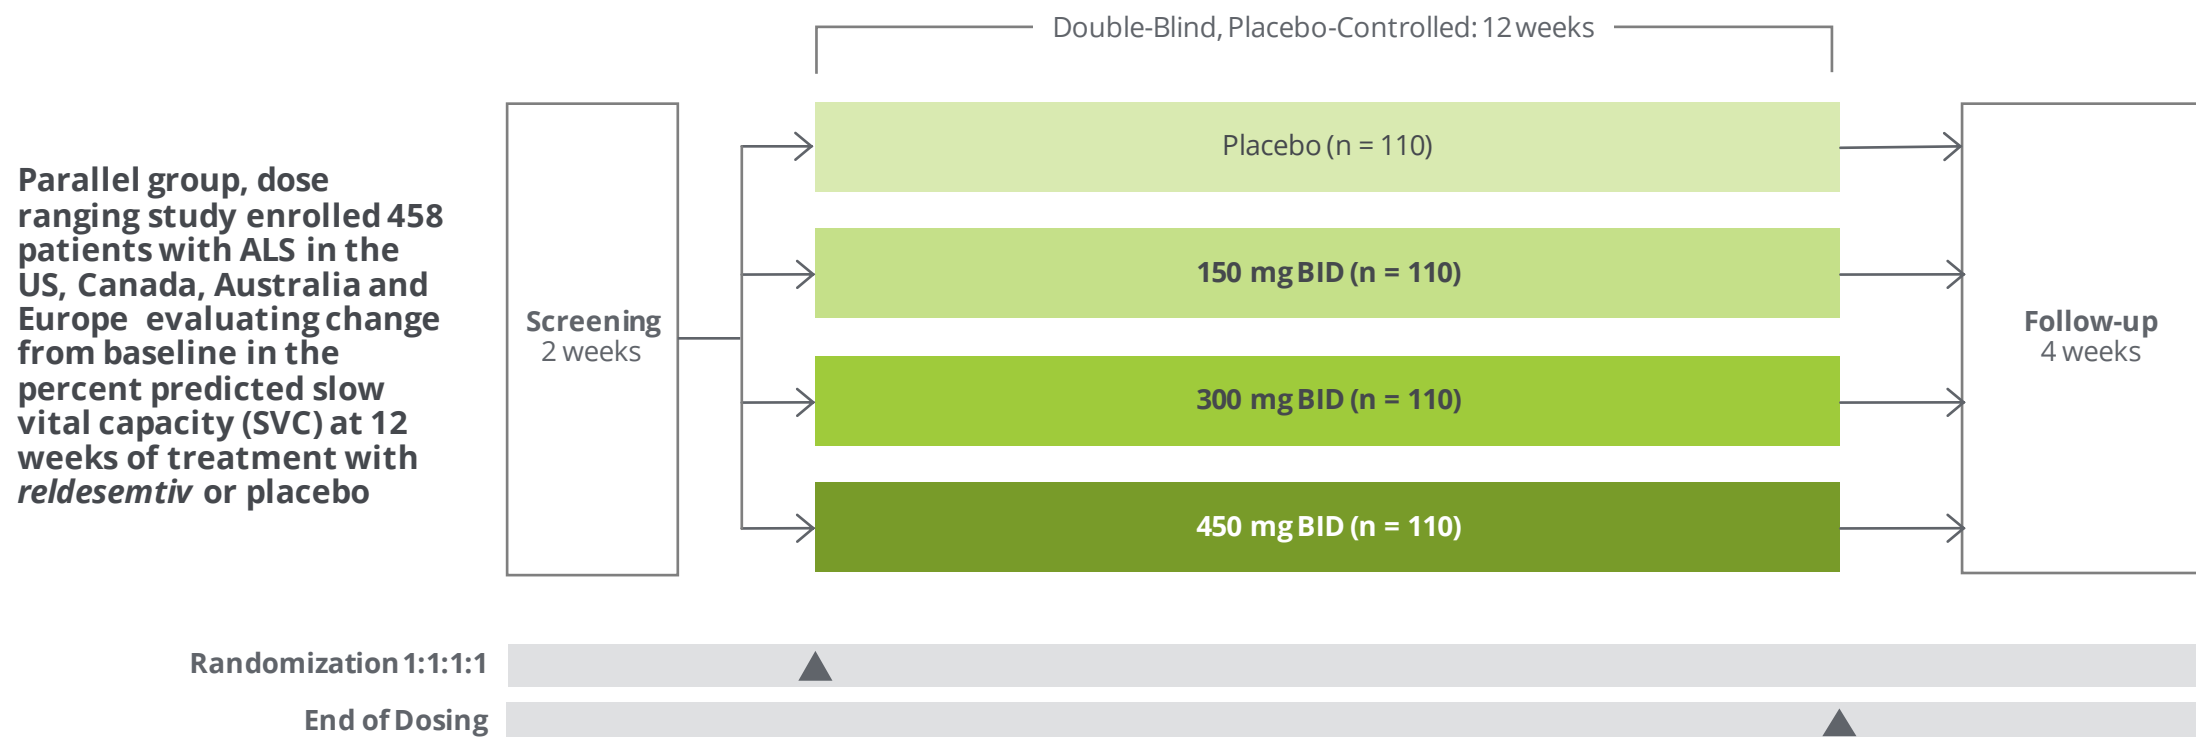 Double-Blind, Placebo-Controlled: 12 weeks
Parallel group, dose
ranging study enrolled 458
patients with ALS in the
US, Canada, Australia and
Europe evaluating change
from baseline in the
percent predicted slow
vital capacity (SVC) at 12
weeks of treatment with
reldesemtiv or placebo
Screening
2 weeks
Placebo (n = 110)
150 mg BID (n = 110)
300 mg BID (n = 110)
450 mg BID (n = 110)
Follow-up
4 weeks
Randomization 1:1:1:1
End of Dosing